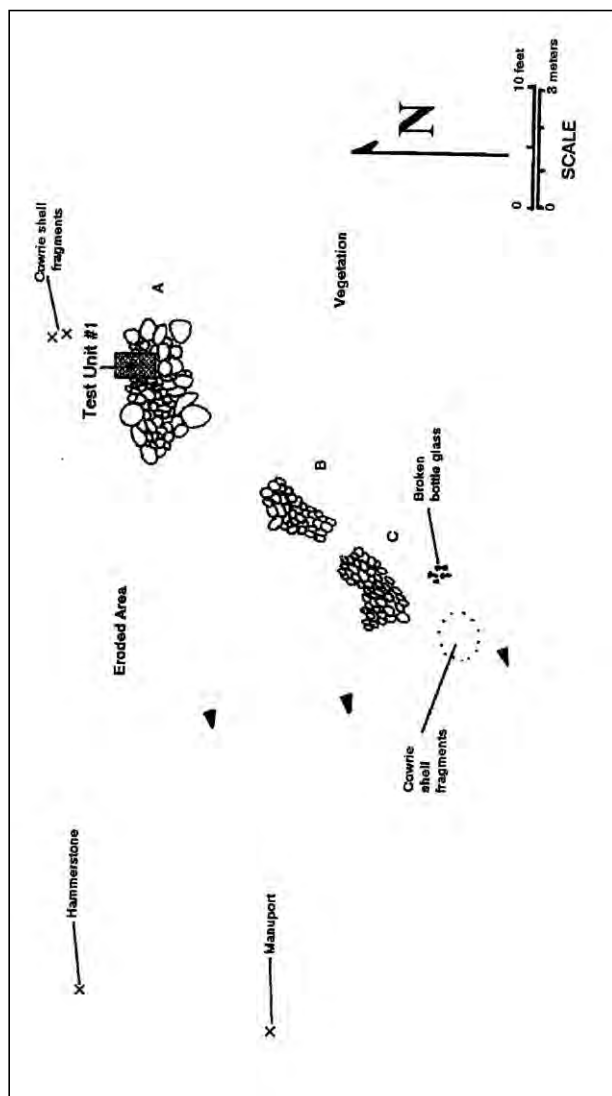 Cowrie shell
fragments
Test Unit #1
A
Hammerstone
Eroded Area
B
Manuport
Vegetation
C
Broken
bottle glass
Cowrie
shell
fragments
N
0 10 feet
0 3 meters
SCALE